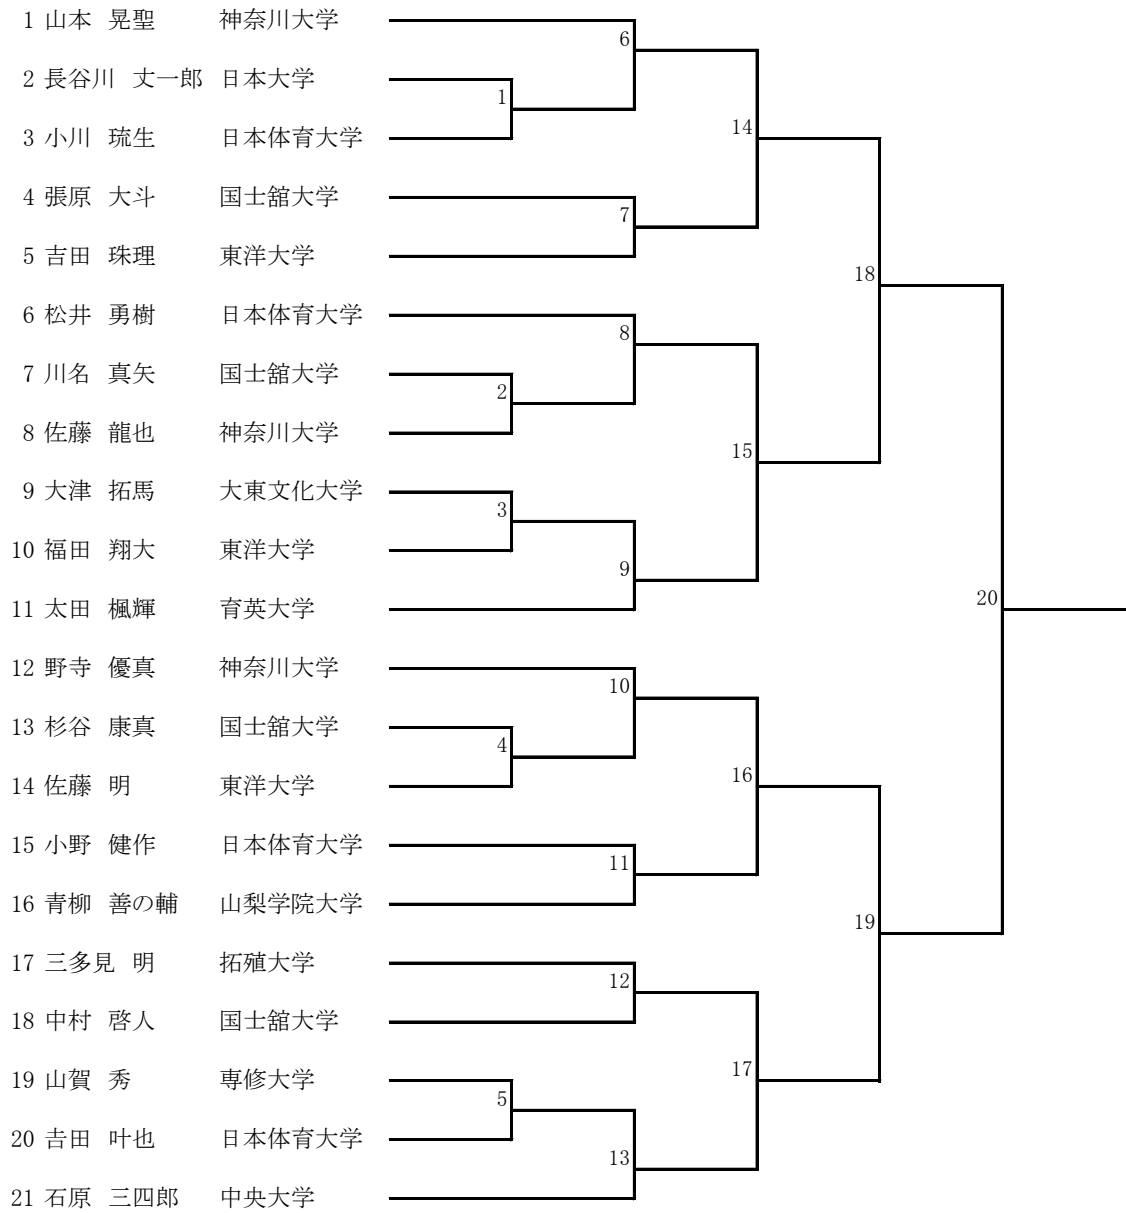 1 山本 晃聖 神奈川大学
6
2 長谷川 丈一郎 日本大学
1
14
3 小川 琉生 日本体育大学
4 張原 大斗 国士舘大学
7
5 吉田 珠理 東洋大学
18
6 松井 勇樹 日本体育大学
8
7 川名 真矢 国士舘大学
2
8 佐藤 龍也 神奈川大学
15
9 大津 拓馬 大東文化大学
3
10 福田 翔大 東洋大学
9
20
11 太田 楓輝 育英大学
12 野寺 優真 神奈川大学
10
13 杉谷 康真 国士舘大学
4
16
14 佐藤 明 東洋大学
15 小野 健作 日本体育大学
11
16 青柳 善の輔 山梨学院大学
19
17 三多見 明 拓殖大学
12
18 中村 啓人 国士舘大学
17
19 山賀 秀 専修大学
5
20 𠮷田 叶也 日本体育大学
13
21 石原 三四郎 中央大学